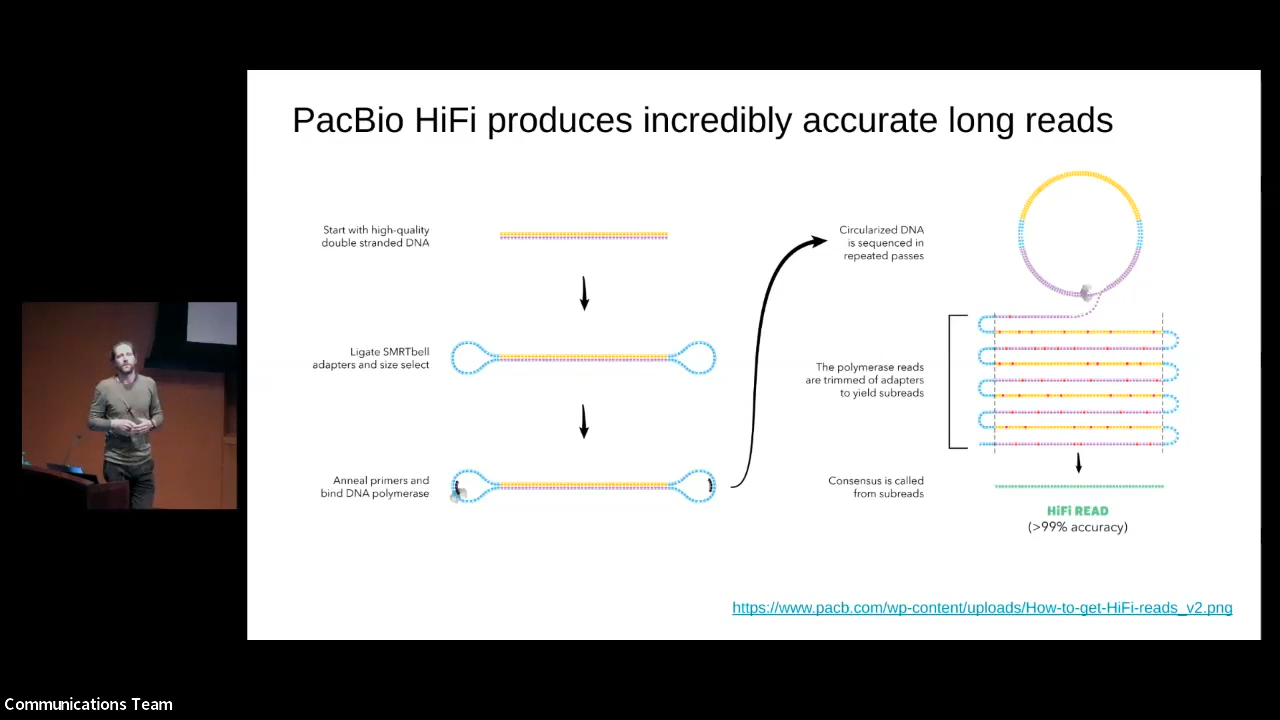 PacBio HiFi produces incredibly accurate long reads
Start with high-quality
double stranded DNA
Ligate SMRTbell
adapters and size select
Anneal primers and
bind DNA polymerase
Circularized DNA
is sequenced in
repeated passes
The polymerase reads
are trimmed of adapters
to yield subreads
Consensus is called
from subreads
HiFi READ
(>99% accuracy)
https://www.pacb.com/wp-content/uploads/How-to-get-HiFi-reads_v2.png
Communications Team